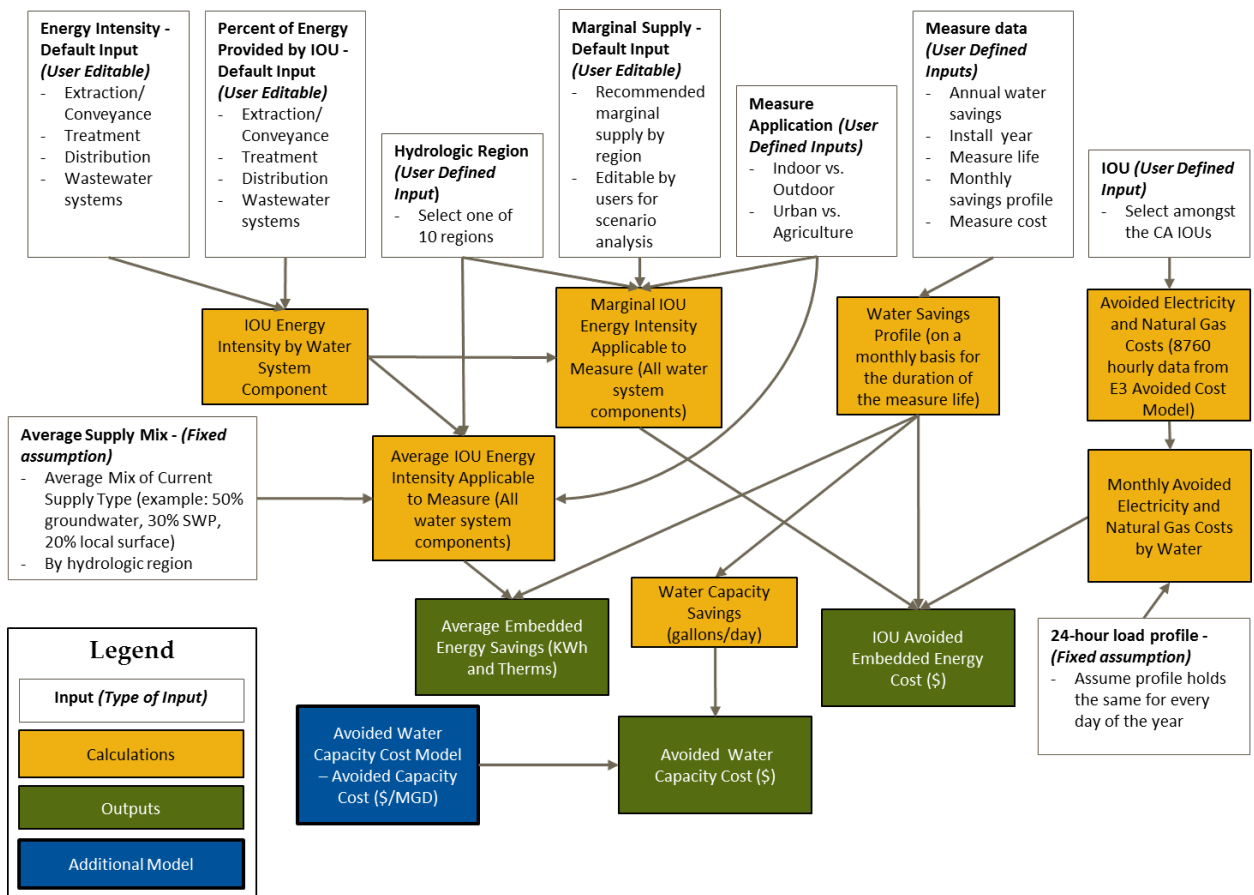 Energy Intensity -
Default Input
(User Editable)
- Extraction/
Conveyance
- Treatment
- Distribution
- Wastewater
systems
Percent of Energy
Provided by IOU -
Default Input
(User Editable)
- Extraction/
Conveyance
- Treatment
- Distribution
- Wastewater
systems
Hydrologic Region
(User Defined
Input)
- Select one of
10 regions
Marginal Supply -
Default Input
(User Editable)
- Recommended
marginal
supply by
region
- Editable by
users for
scenario
analysis
Measure
Application (User
Defined Inputs)
- Indoor vs.
Outdoor
- Urban vs.
Agriculture
Measure data
(User Defined
Inputs)
- Annual water
savings
- Install year
- Measure life
- Monthly
savings profile
- Measure cost
IOU (User Defined
Input)
- Select amongst
the CA IOUs
IOU Energy
Intensity by Water
System
Component
Marginal IOU
Energy Intensity
Applicable to
Measure (All water
system
components)
Water Savings
Profile (on a
monthly basis for
the duration of
the measure life)
Avoided Electricity
and Natural Gas
Costs (8760
hourly data from
E3 Avoided Cost
Model)
Average Supply Mix - (Fixed
assumption)
- Average Mix of Current
Supply Type (example: 50%
groundwater, 30% SWP,
20% local surface)
- By hydrologic region
Average IOU Energy
Intensity Applicable
to Measure (All
water system
components)
Monthly Avoided
Electricity and
Natural Gas Costs
by Water
Average Embedded
Energy Savings (KWh
and Therms)
Water Capacity
Savings
(gallons/day)
IOU Avoided
Embedded Energy
Cost ($)
24-hour load profile -
(Fixed assumption)
- Assume profile holds
the same for every
day of the year
Avoided Water
Capacity Cost Model
– Avoided Capacity
Cost ($/MGD)
Avoided Water
Capacity Cost ($)
Legend
Input (Type of Input)
Calculations
Outputs
Additional Model